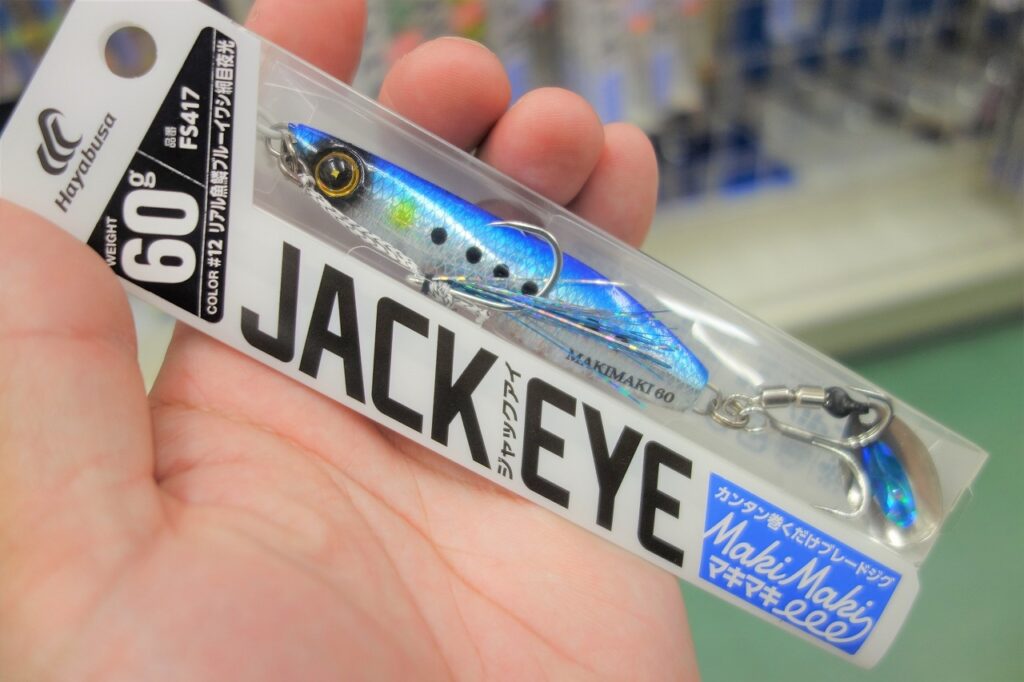 Hayabusa
品番
FS417
WEIGHT
60g
COLOR #12 リアル魚鱗ブルーイワシ胴目夜光
JACK EYE
ジャックアイ
MAKIMAKI 60
カンタン巻くだけブレードジグ
Maki Maki
マキマキ